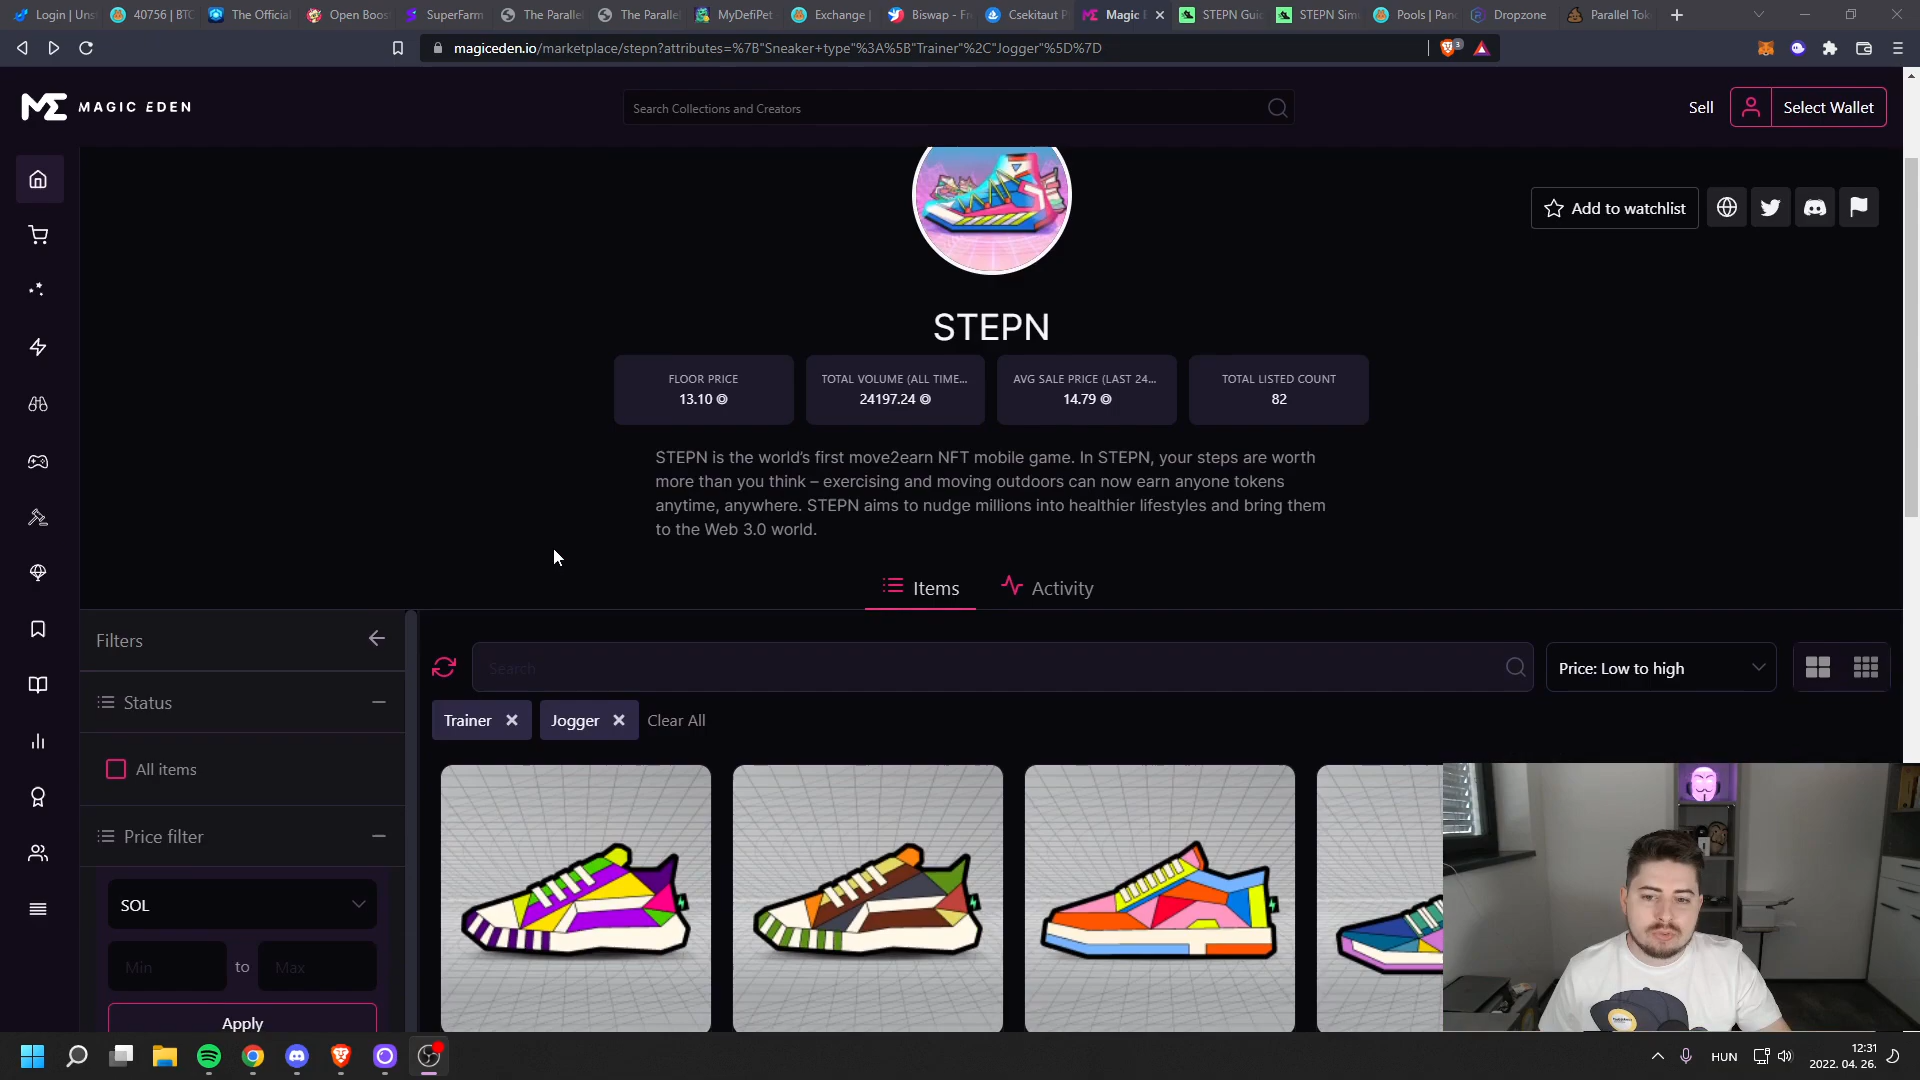 Login | Uns
40756 | BTC
The Official
Open Boos
SuperFarm
The Paralle
The Parallel
MyDefiPet
Exchange |
Biswap - Fr
Csekitaut P
Magic E
STEPN Gui
STEPN Sim
Pools | Panc
Dropzone
Parallel Tok
magiceden.io/marketplace/stepn?attributes=%7B"Sneaker+type"%3A%5B"Trainer"%2C"Jogger"%5D%7D
3
ME MAGIC EDEN
Search Collections and Creators
Sell
Select Wallet
Add to watchlist
STEPN
FLOOR PRICE
13.10
TOTAL VOLUME (ALL TIME...
24197.24
AVG SALE PRICE (LAST 24...
14.79
TOTAL LISTED COUNT
82
STEPN is the world's first move2earn NFT mobile game. In STEPN, your steps are worth
more than you think – exercising and moving outdoors can now earn anyone tokens
anytime, anywhere. STEPN aims to nudge millions into healthier lifestyles and bring them
to the Web 3.0 world.
Items
Activity
Filters
Search
Price: Low to high
Status
Trainer
Jogger
Clear All
All items
Price filter
SOL
Min
to
Max
Apply
HUN
12:31
2022. 04. 26.